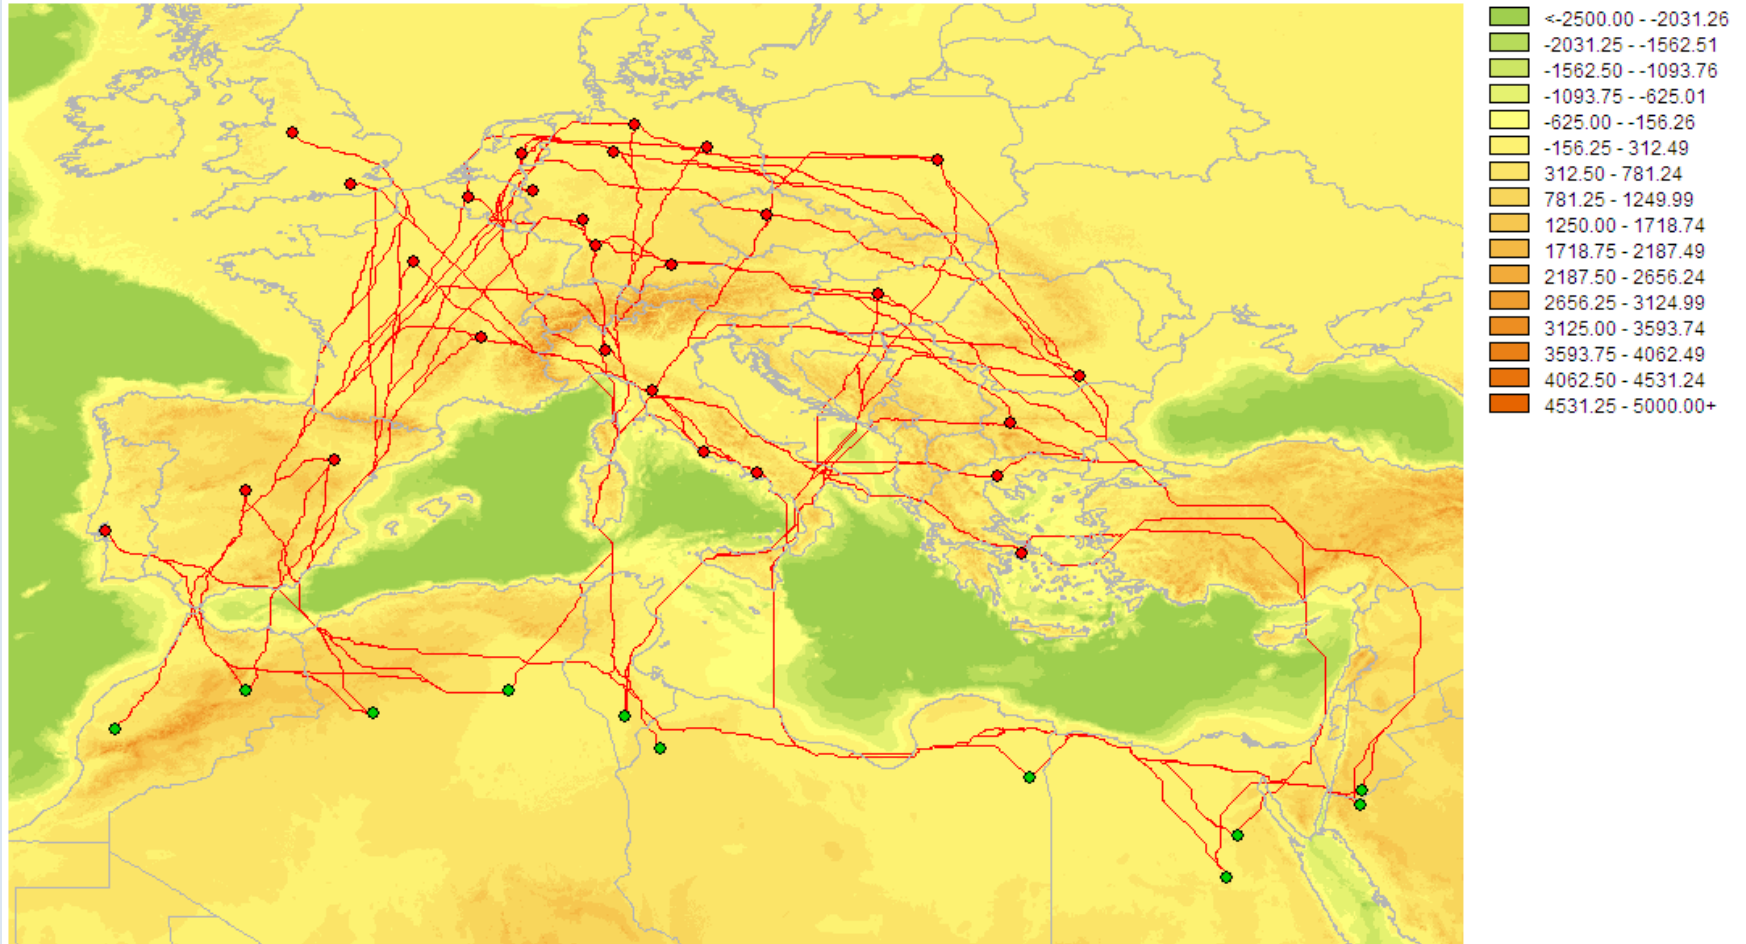 <-2500.00 - -2031.26
-2031.25 - -1562.51
-1562.50 - -1093.76
-1093.75 - -625.01
-625.00 - -156.26
-156.25 - 312.49
312.50 - 781.24
781.25 - 1249.99
1250.00 - 1718.74
1718.75 - 2187.49
2187.50 - 2656.24
2656.25 - 3124.99
3125.00 - 3593.74
3593.75 - 4062.49
4062.50 - 4531.24
4531.25 - 5000.00+